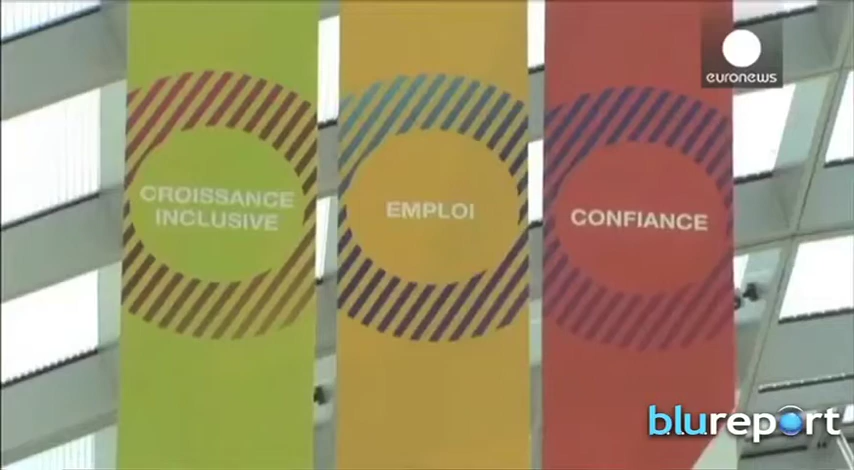 euronews
CROISSANCE
INCLUSIVE
EMPLOI
CONFIANCE
blureport